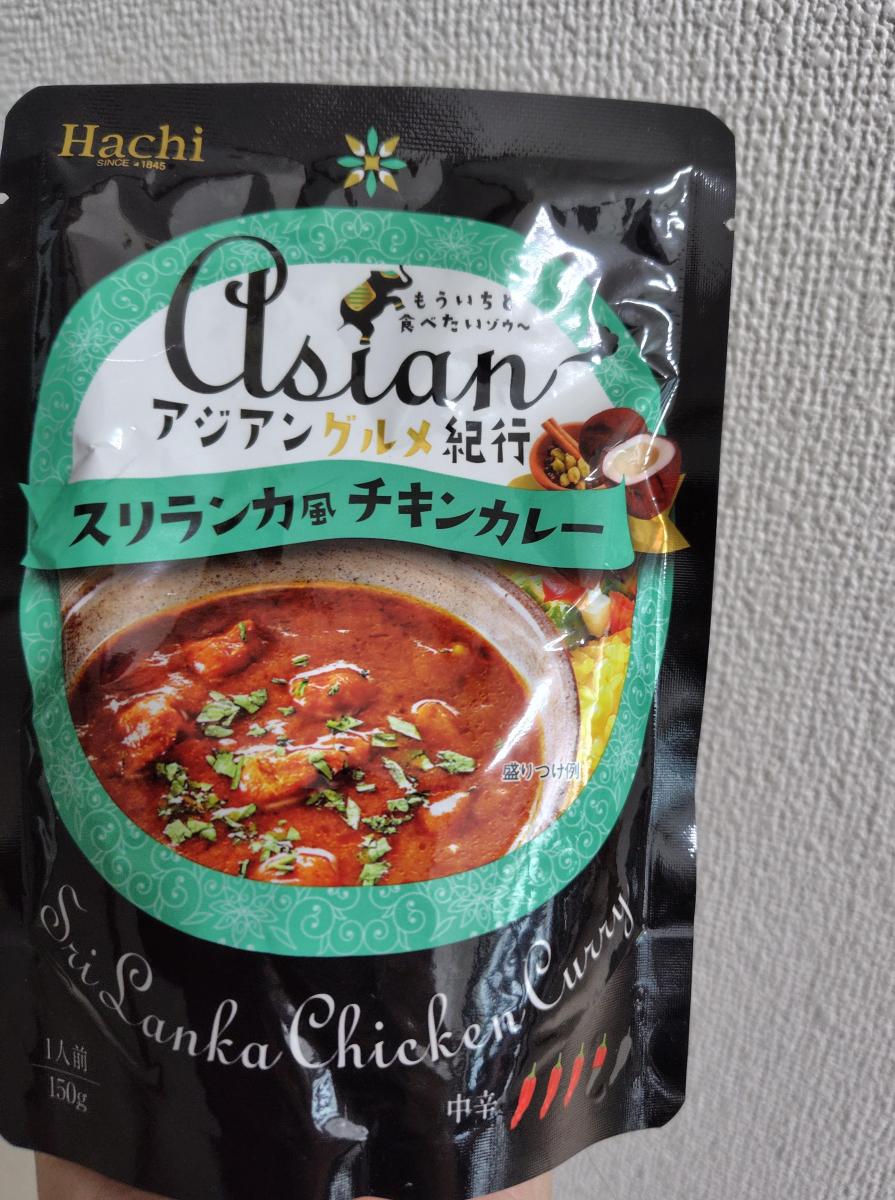 Hachi
SINCE 1845
もういちど
食べたいゾウ〜
Asian
アジアングルメ紀行
スリランカ風チキンカレー
盛りつけ例
Sri Lanka Chicken Curry
1人前
150g
中辛